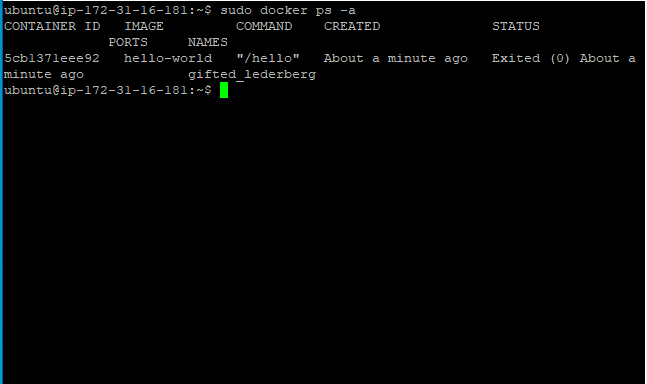 ubuntu@ip-172-31-16-181:~$ sudo docker ps -a
CONTAINER ID   IMAGE         COMMAND    CREATED              STATUS
             PORTS     NAMES
5cb1371eee92   hello-world   "/hello"   About a minute ago   Exited (0) About a
minute ago             gifted_lederberg
ubuntu@ip-172-31-16-181:~$